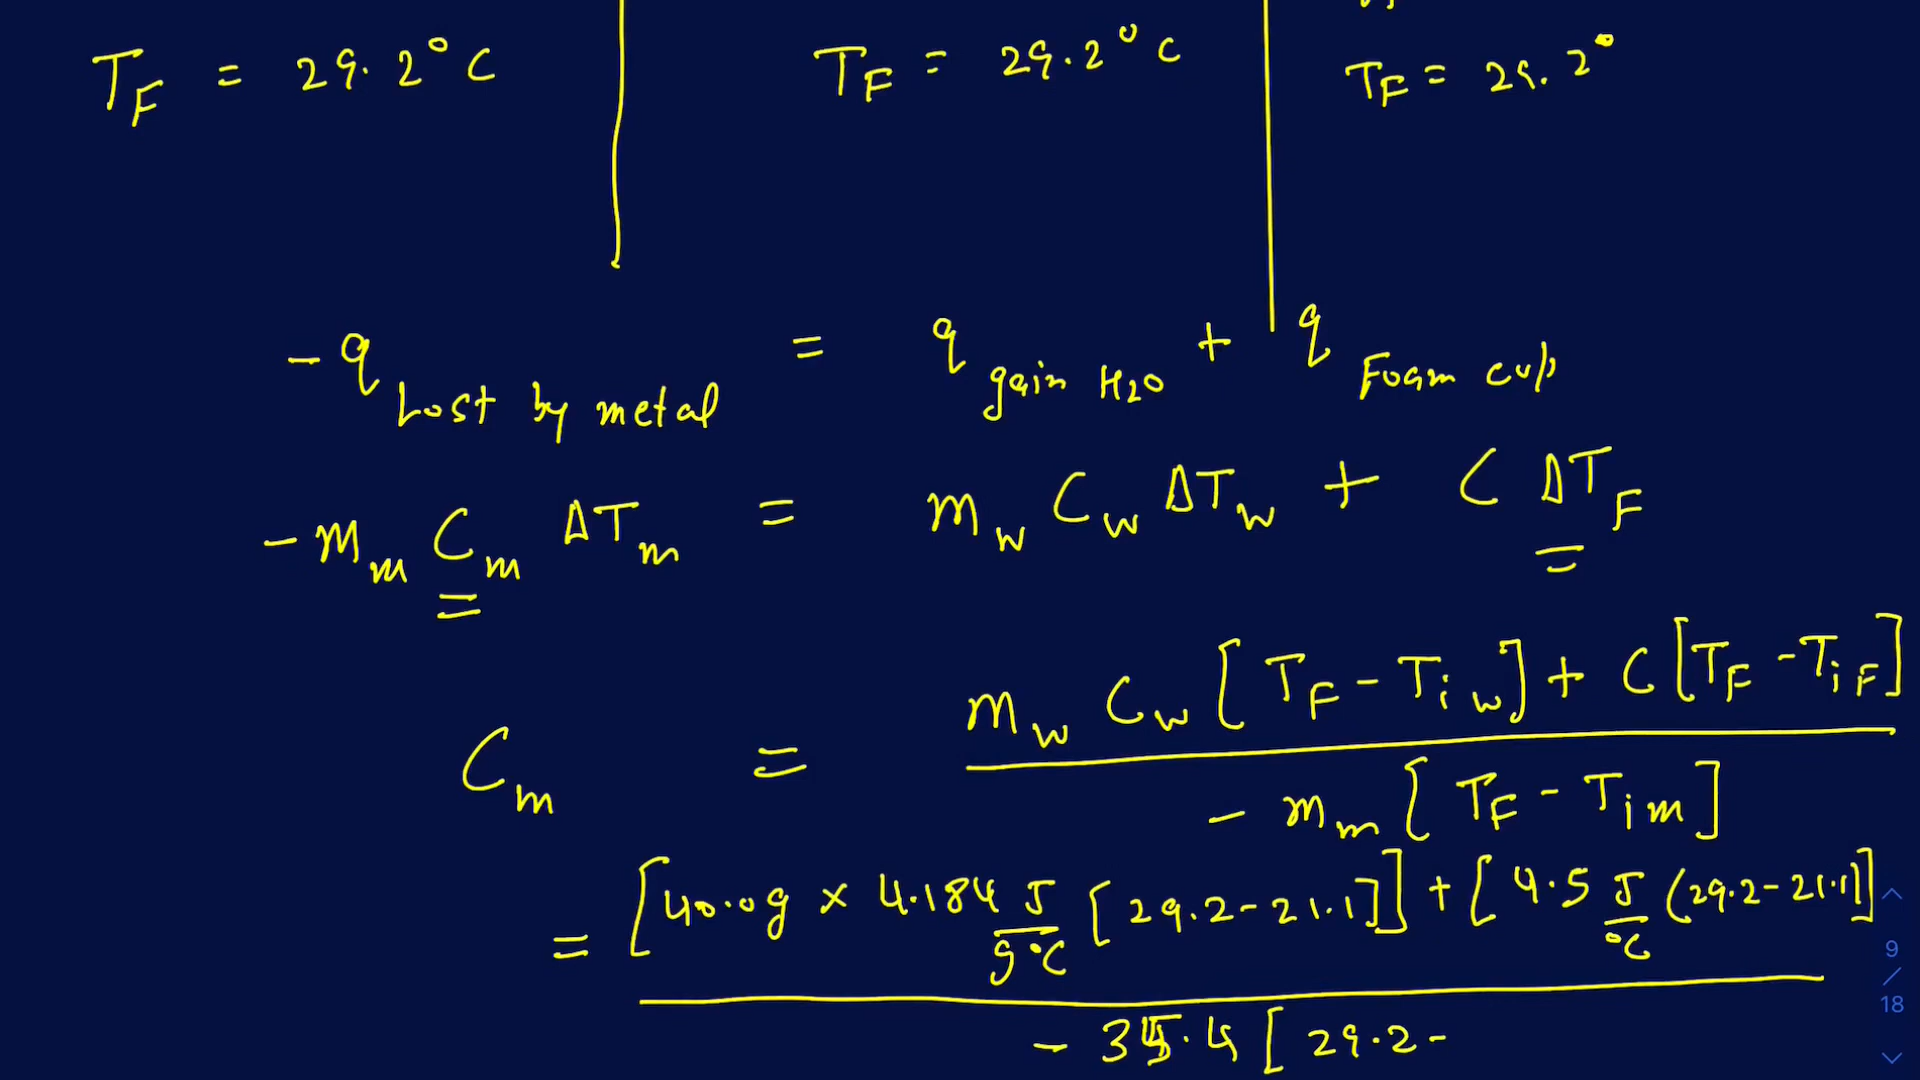 T_F = 29.2°C
T_F = 29.2°C
T_F = 29.2°
-q Lost by metal = q gain H2O + q Foam cup
-m_m C_m ΔT_m = m_w C_w ΔT_w + C ΔT_F
C_m = m_w C_w [T_F - T_i w] + C [T_F - T_i F]
- m_m [T_F - T_i m]
= [40.0g × 4.184 J/g°C [29.2-21.1]] + [4.5 J/°C (29.2-21.1)]
- 35.4 [29.2-
9
/
18